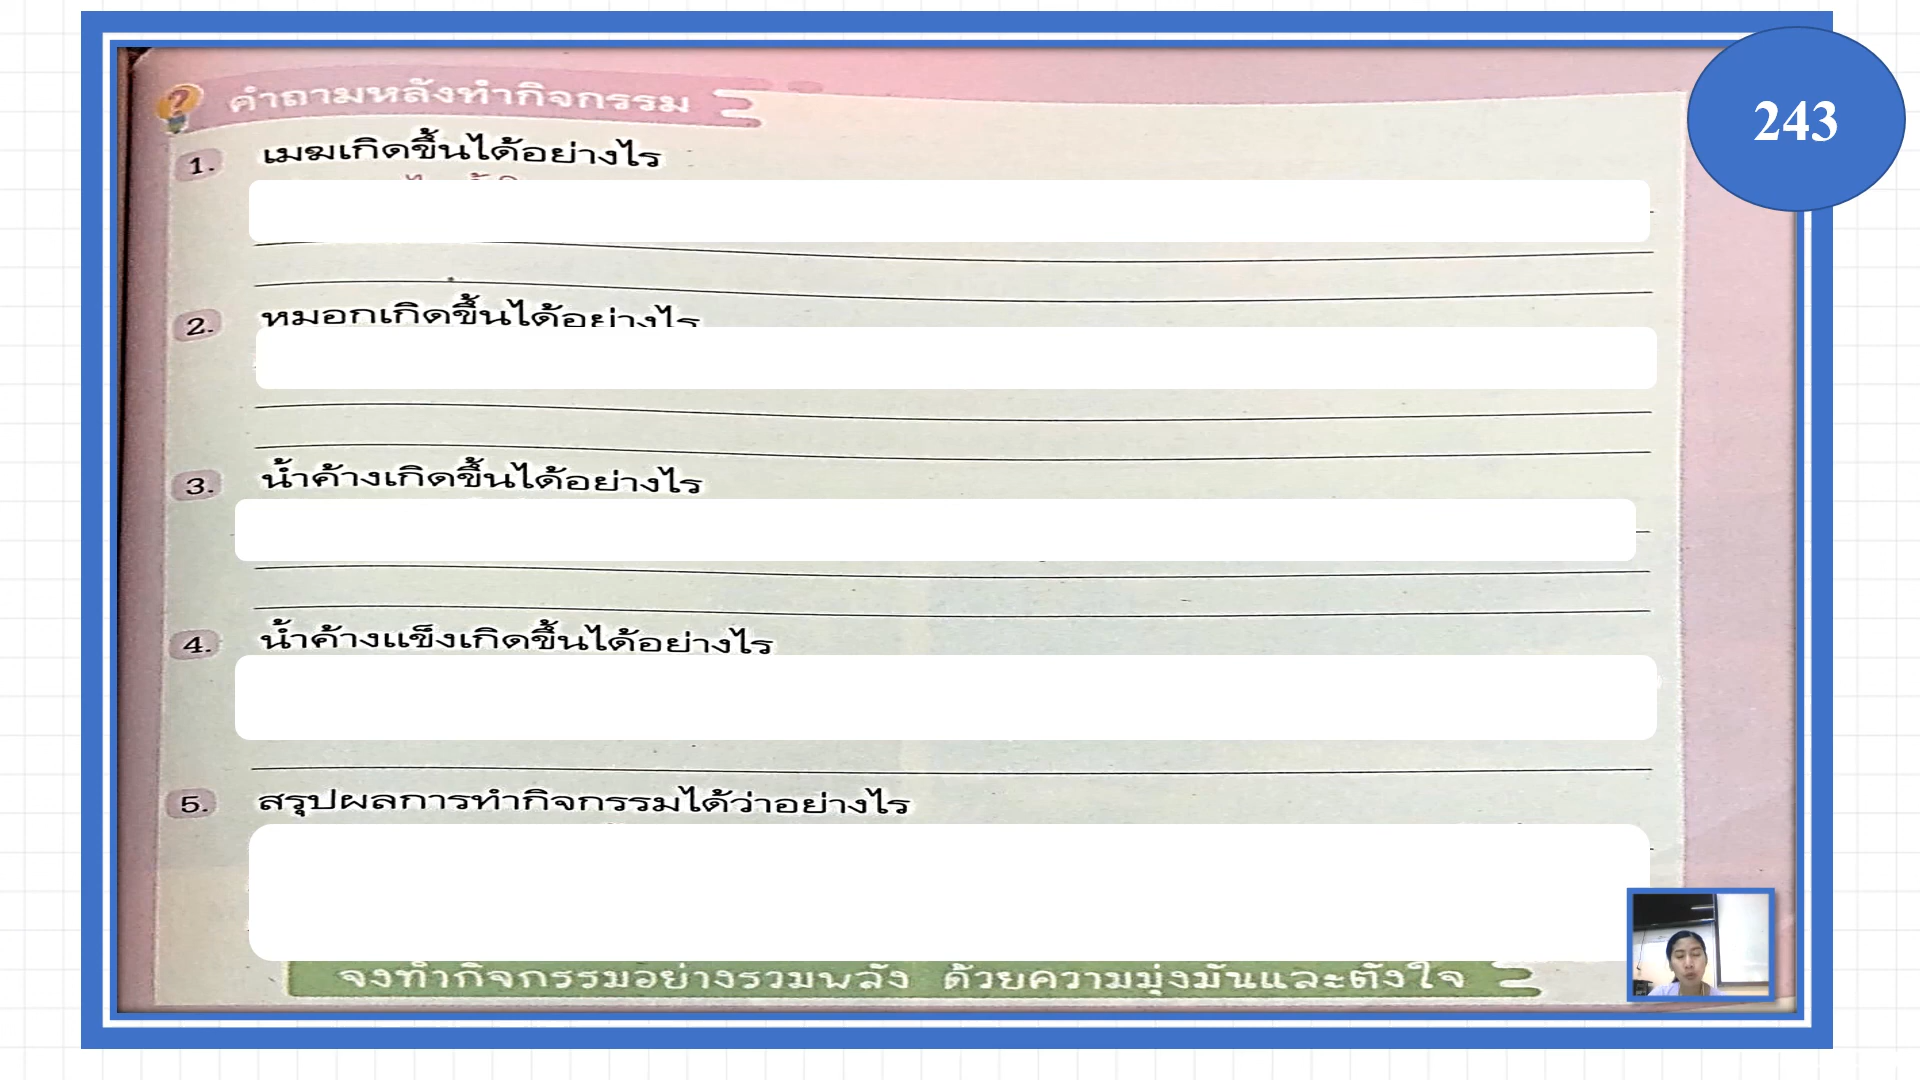 คำถามหลังทำกิจกรรม
243
1. เมฆเกิดขึ้นได้อย่างไร
2. หมอกเกิดขึ้นได้อย่างไร
3. น้ำค้างเกิดขึ้นได้อย่างไร
4. น้ำค้างแข็งเกิดขึ้นได้อย่างไร
5. สรุปผลการทำกิจกรรมได้ว่าอย่างไร
จงทำกิจกรรมอย่างรวมพลัง ด้วยความมุ่งมั่นและตั้งใจ